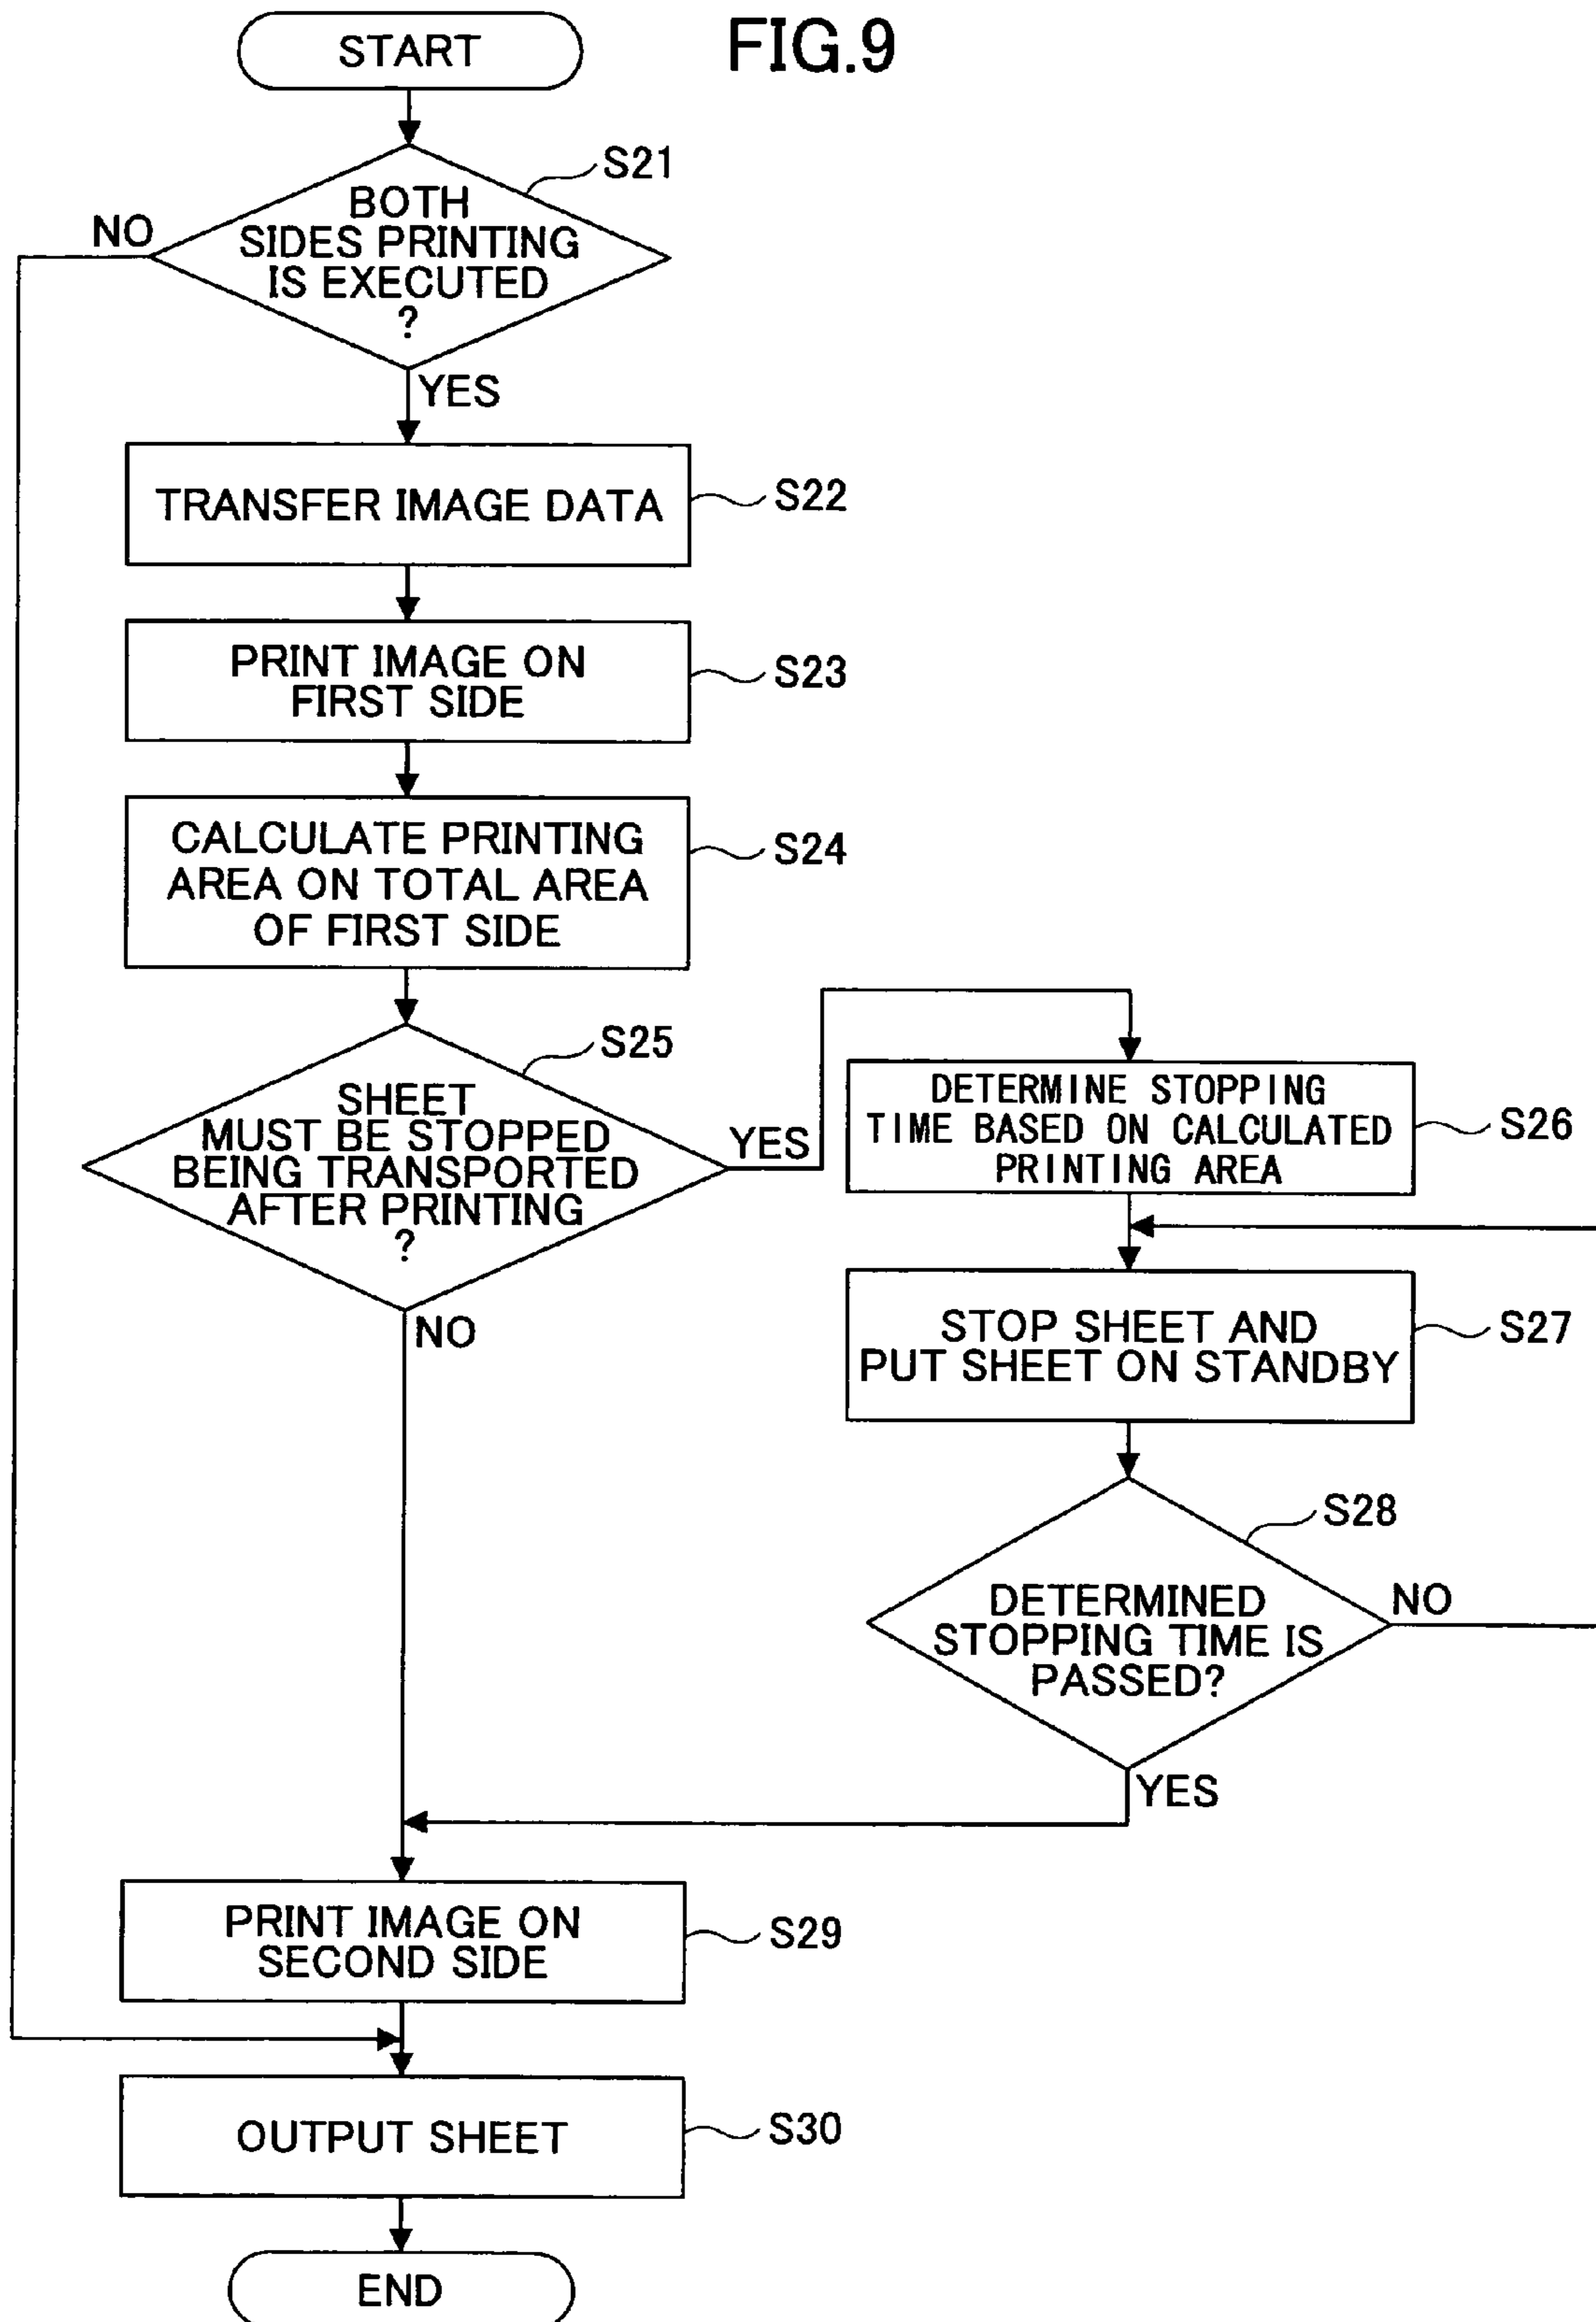 FIG.9
START
S21
BOTH
SIDES PRINTING
IS EXECUTED
?
NO
YES
TRANSFER IMAGE DATA
S22
PRINT IMAGE ON
FIRST SIDE
S23
CALCULATE PRINTING
AREA ON TOTAL AREA
OF FIRST SIDE
S24
S25
SHEET
MUST BE STOPPED
BEING TRANSPORTED
AFTER PRINTING
?
YES
NO
DETERMINE STOPPING
TIME BASED ON CALCULATED
PRINTING AREA
S26
STOP SHEET AND
PUT SHEET ON STANDBY
S27
S28
DETERMINED
STOPPING TIME IS
PASSED?
NO
YES
PRINT IMAGE ON
SECOND SIDE
S29
OUTPUT SHEET
S30
END